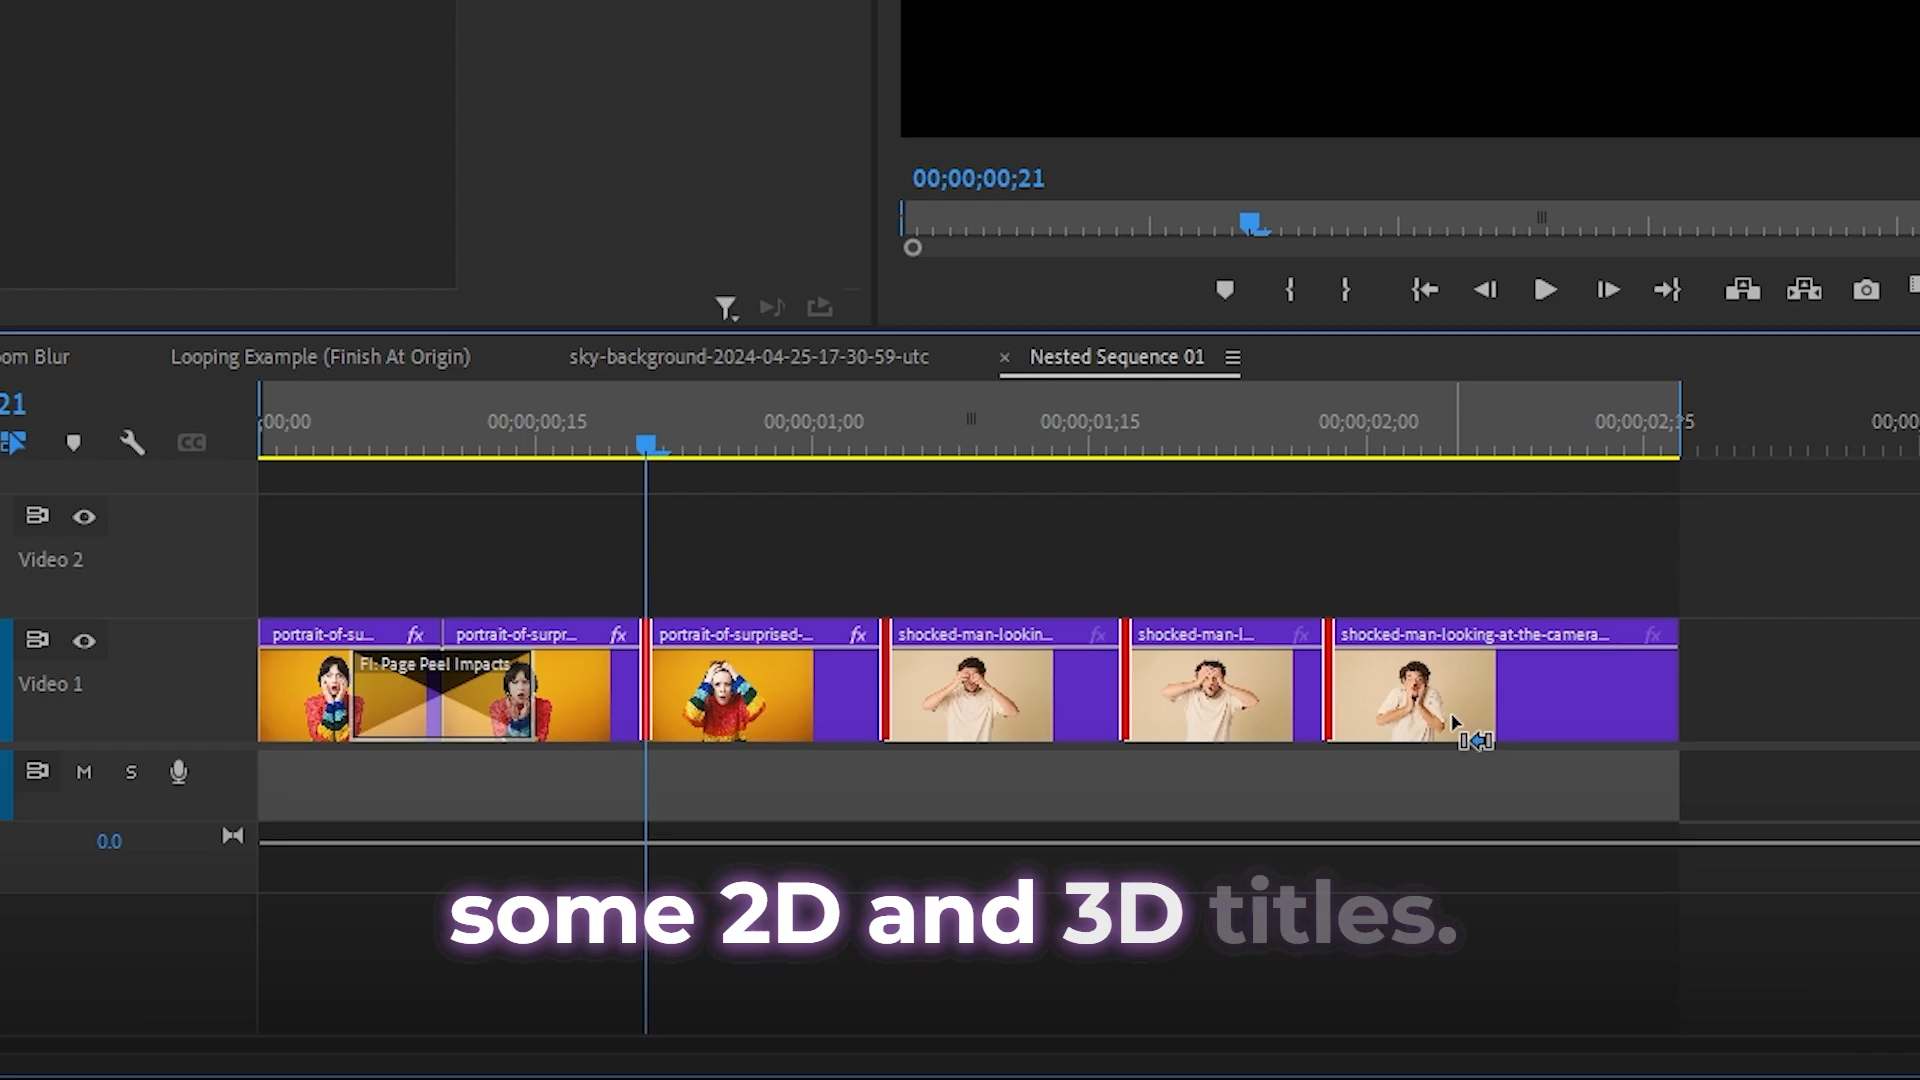 00;00;00;21
oom Blur
Looping Example (Finish At Origin)
sky-background-2024-04-25-17-30-59-utc
× Nested Sequence 01
21
;00;00
00;00;00;15
00;00;01;00
00;00;01;15
00;00;02;00
00;00;02;15
00;00
CC
Video 2
portrait-of-su...
fx
portrait-of-surpr...
fx
portrait-of-surprised-...
fx
shocked-man-lookin...
fx
shocked-man-l...
fx
shocked-man-looking-at-the-camera...
fx
FI: Page Peel Impacts
Video 1
M
S
0.0
some 2D and 3D titles.